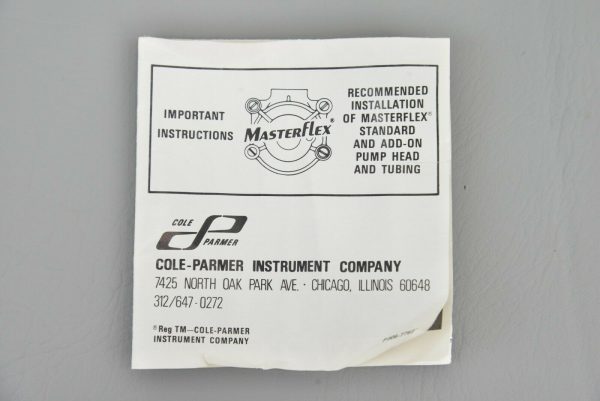 IMPORTANT
INSTRUCTIONS
MASTERFLEX®
RECOMMENDED
INSTALLATION
OF MASTERFLEX®
STANDARD
AND ADD-ON
PUMP HEAD
AND TUBING
COLE
PARMER
COLE-PARMER INSTRUMENT COMPANY
7425 NORTH OAK PARK AVE. · CHICAGO, ILLINOIS 60648
312/647-0272
® Reg TM—COLE-PARMER
INSTRUMENT COMPANY